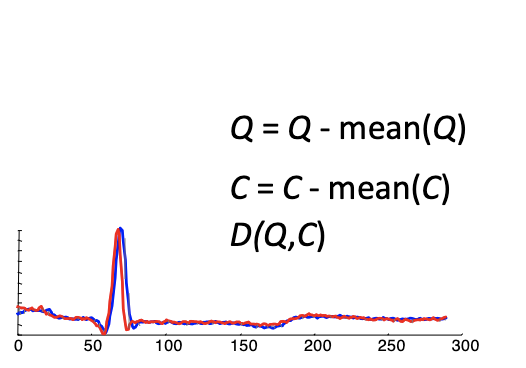 Q = Q - mean(Q)
C = C - mean(C)
D(Q,C)
0 50 100 150 200 250 300